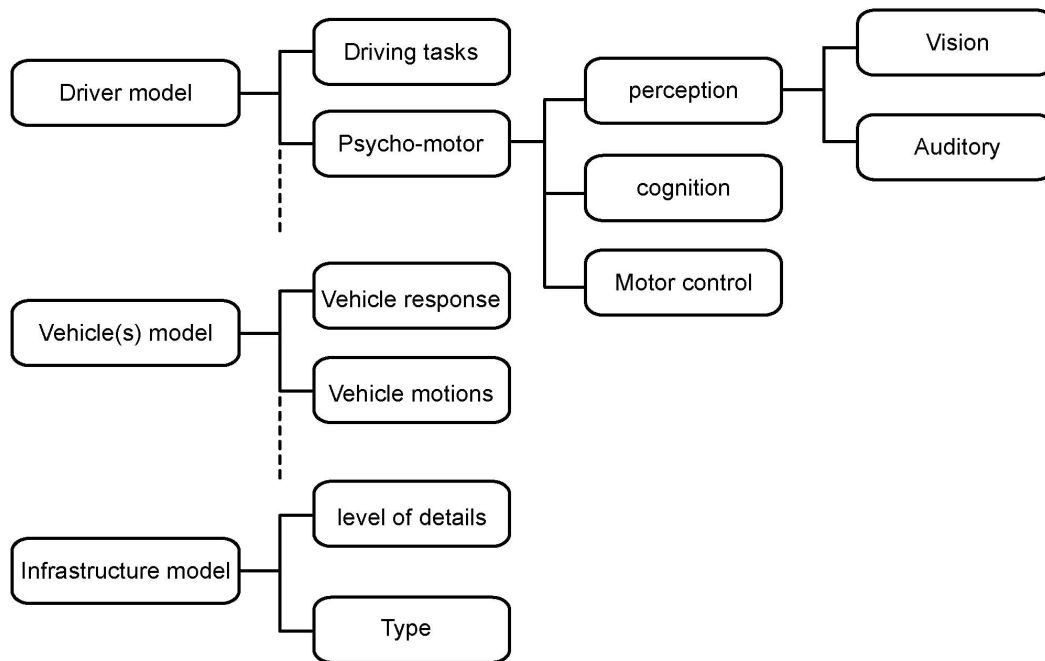 Driver model
Driving tasks
Psycho-motor
perception
Vision
Auditory
cognition
Motor control
Vehicle(s) model
Vehicle response
Vehicle motions
Infrastructure model
level of details
Type